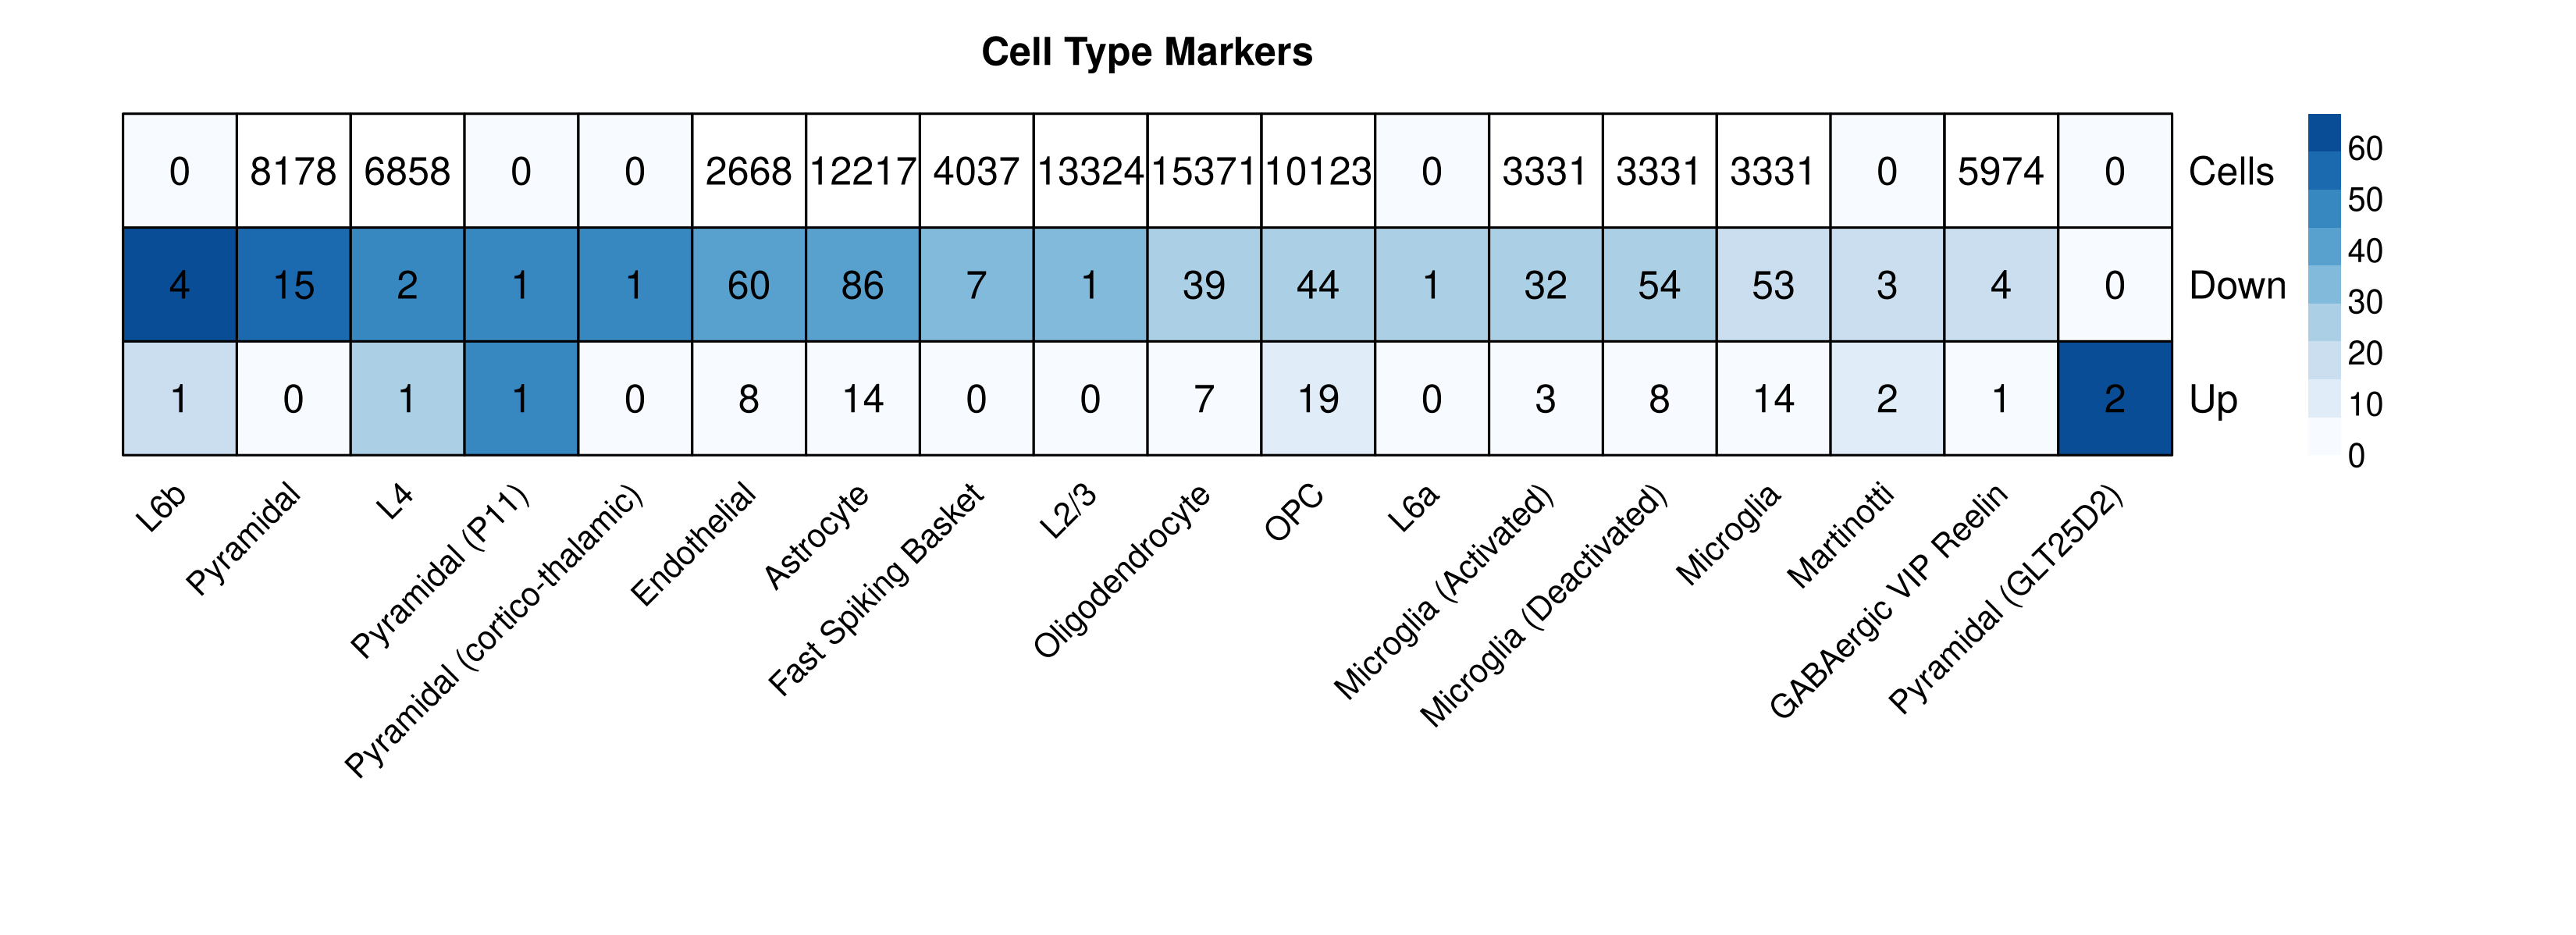 Cell Type Markers
0 8178 6858 0 0 2668 12217 4037 13324 15371 10123 0 3331 3331 3331 0 5974 0 Cells
4 15 2 1 1 60 86 7 1 39 44 1 32 54 53 3 4 0 Down
1 0 1 1 0 8 14 0 0 7 19 0 3 8 14 2 1 2 Up
L6b
Pyramidal
L4
Pyramidal (P11)
Pyramidal (cortico-thalamic)
Endothelial
Astrocyte
Fast Spiking Basket
L2/3
Oligodendrocyte
OPC
L6a
Microglia (Activated)
Microglia (Deactivated)
Microglia
Martinotti
GABAergic VIP Reelin
Pyramidal (GLT25D2)
60
50
40
30
20
10
0